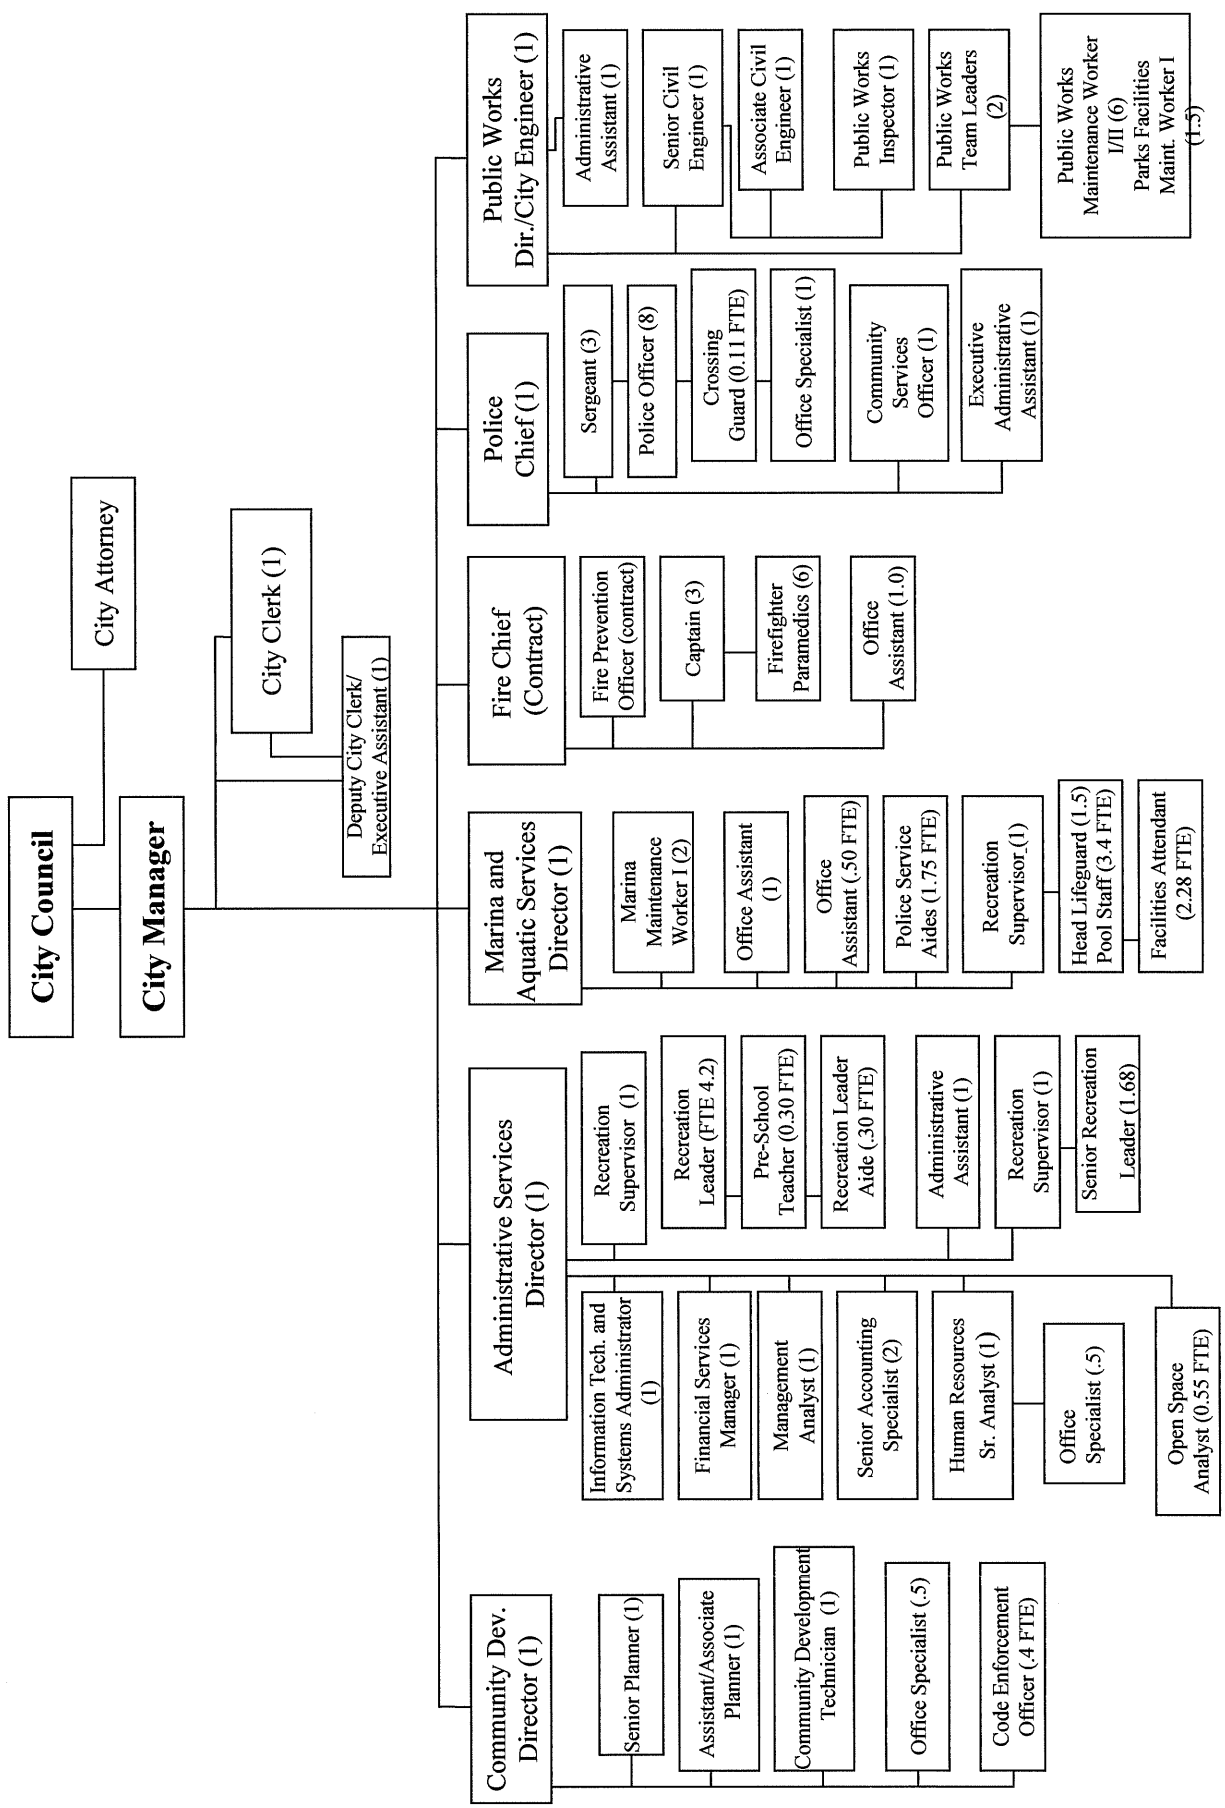 City Council
City Attorney
City Manager
City Clerk (1)
Deputy City Clerk/
Executive Assistant (1)
Community Dev.
Director (1)
Senior Planner (1)
Assistant/Associate
Planner (1)
Community Development
Technician (1)
Office Specialist (.5)
Code Enforcement
Officer (.4 FTE)
Administrative Services
Director (1)
Information Tech. and
Systems Administrator
(1)
Financial Services
Manager (1)
Management
Analyst (1)
Senior Accounting
Specialist (2)
Human Resources
Sr. Analyst (1)
Office
Specialist (.5)
Open Space
Analyst (0.55 FTE)
Recreation
Supervisor (1)
Recreation
Leader (FTE 4.2)
Pre-School
Teacher (0.30 FTE)
Recreation Leader
Aide (.30 FTE)
Administrative
Assistant (1)
Recreation
Supervisor (1)
Senior Recreation
Leader (1.68)
Marina and
Aquatic Services
Director (1)
Marina
Maintenance
Worker I (2)
Office Assistant
(1)
Office
Assistant (.50 FTE)
Police Service
Aides (1.75 FTE)
Recreation
Supervisor (1)
Head Lifeguard (1.5)
Pool Staff (3.4 FTE)
Facilities Attendant
(2.28 FTE)
Fire Chief
(Contract)
Fire Prevention
Officer (contract)
Captain (3)
Firefighter
Paramedics (6)
Office
Assistant (1.0)
Police
Chief (1)
Sergeant (3)
Police Officer (8)
Crossing
Guard (0.11 FTE)
Office Specialist (1)
Community
Services
Officer (1)
Executive
Administrative
Assistant (1)
Public Works
Dir./City Engineer (1)
Administrative
Assistant (1)
Senior Civil
Engineer (1)
Associate Civil
Engineer (1)
Public Works
Inspector (1)
Public Works
Team Leaders
(2)
Public Works
Maintenance Worker
I/II (6)
Parks Facilities
Maint. Worker I
(1.5)